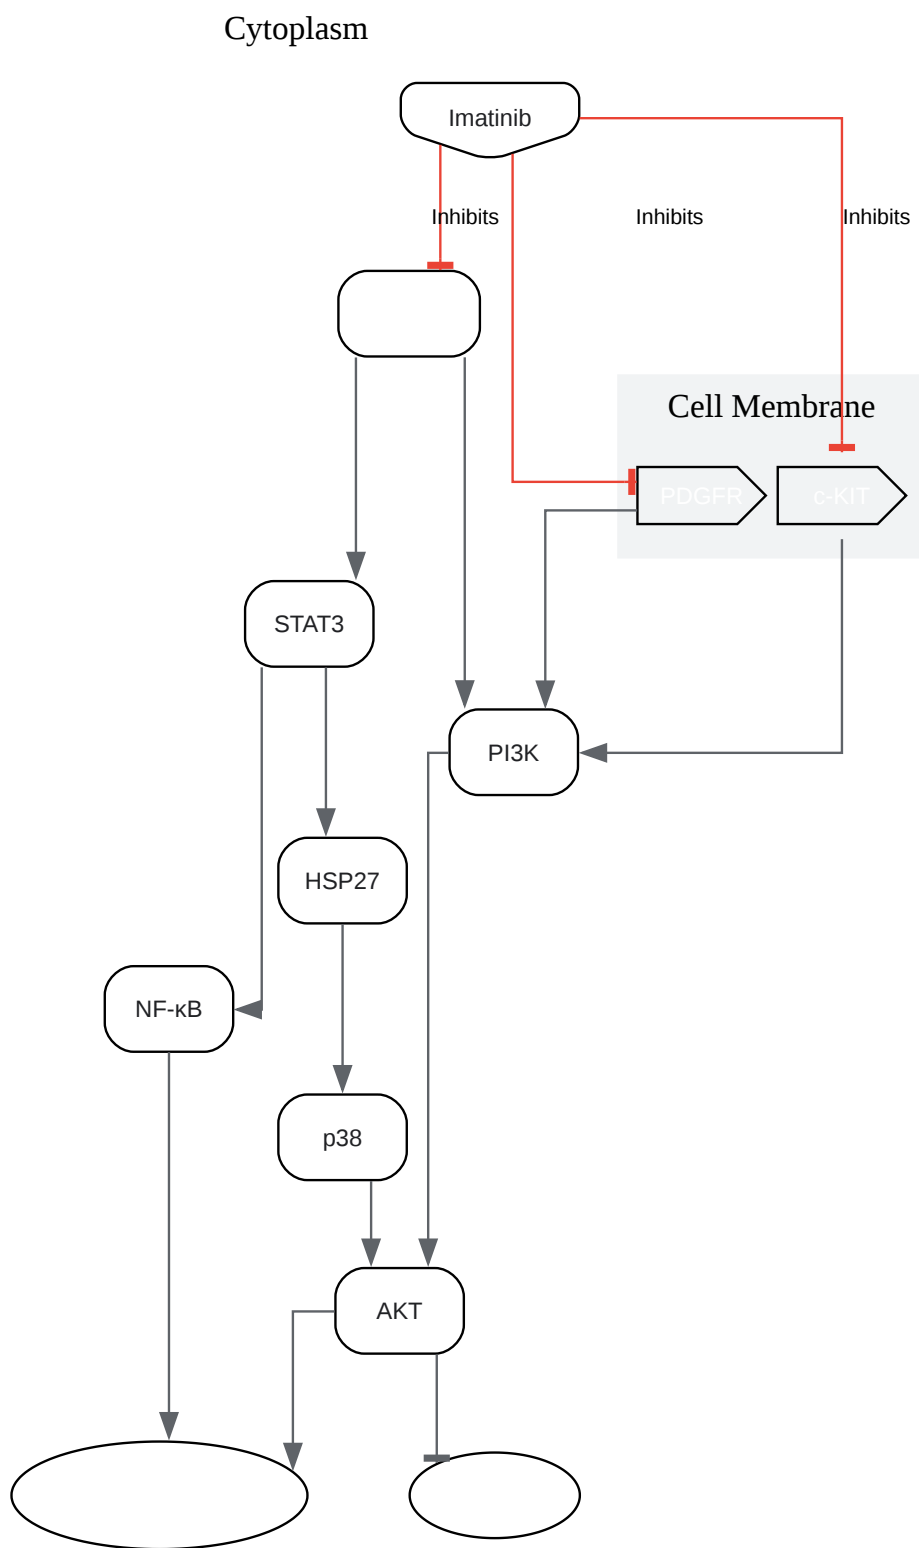 Cytoplasm
Imatinib
Inhibits
Inhibits
Inhibits
Cell Membrane
PDGFR
c-KIT
STAT3
PI3K
HSP27
NF-κB
p38
AKT